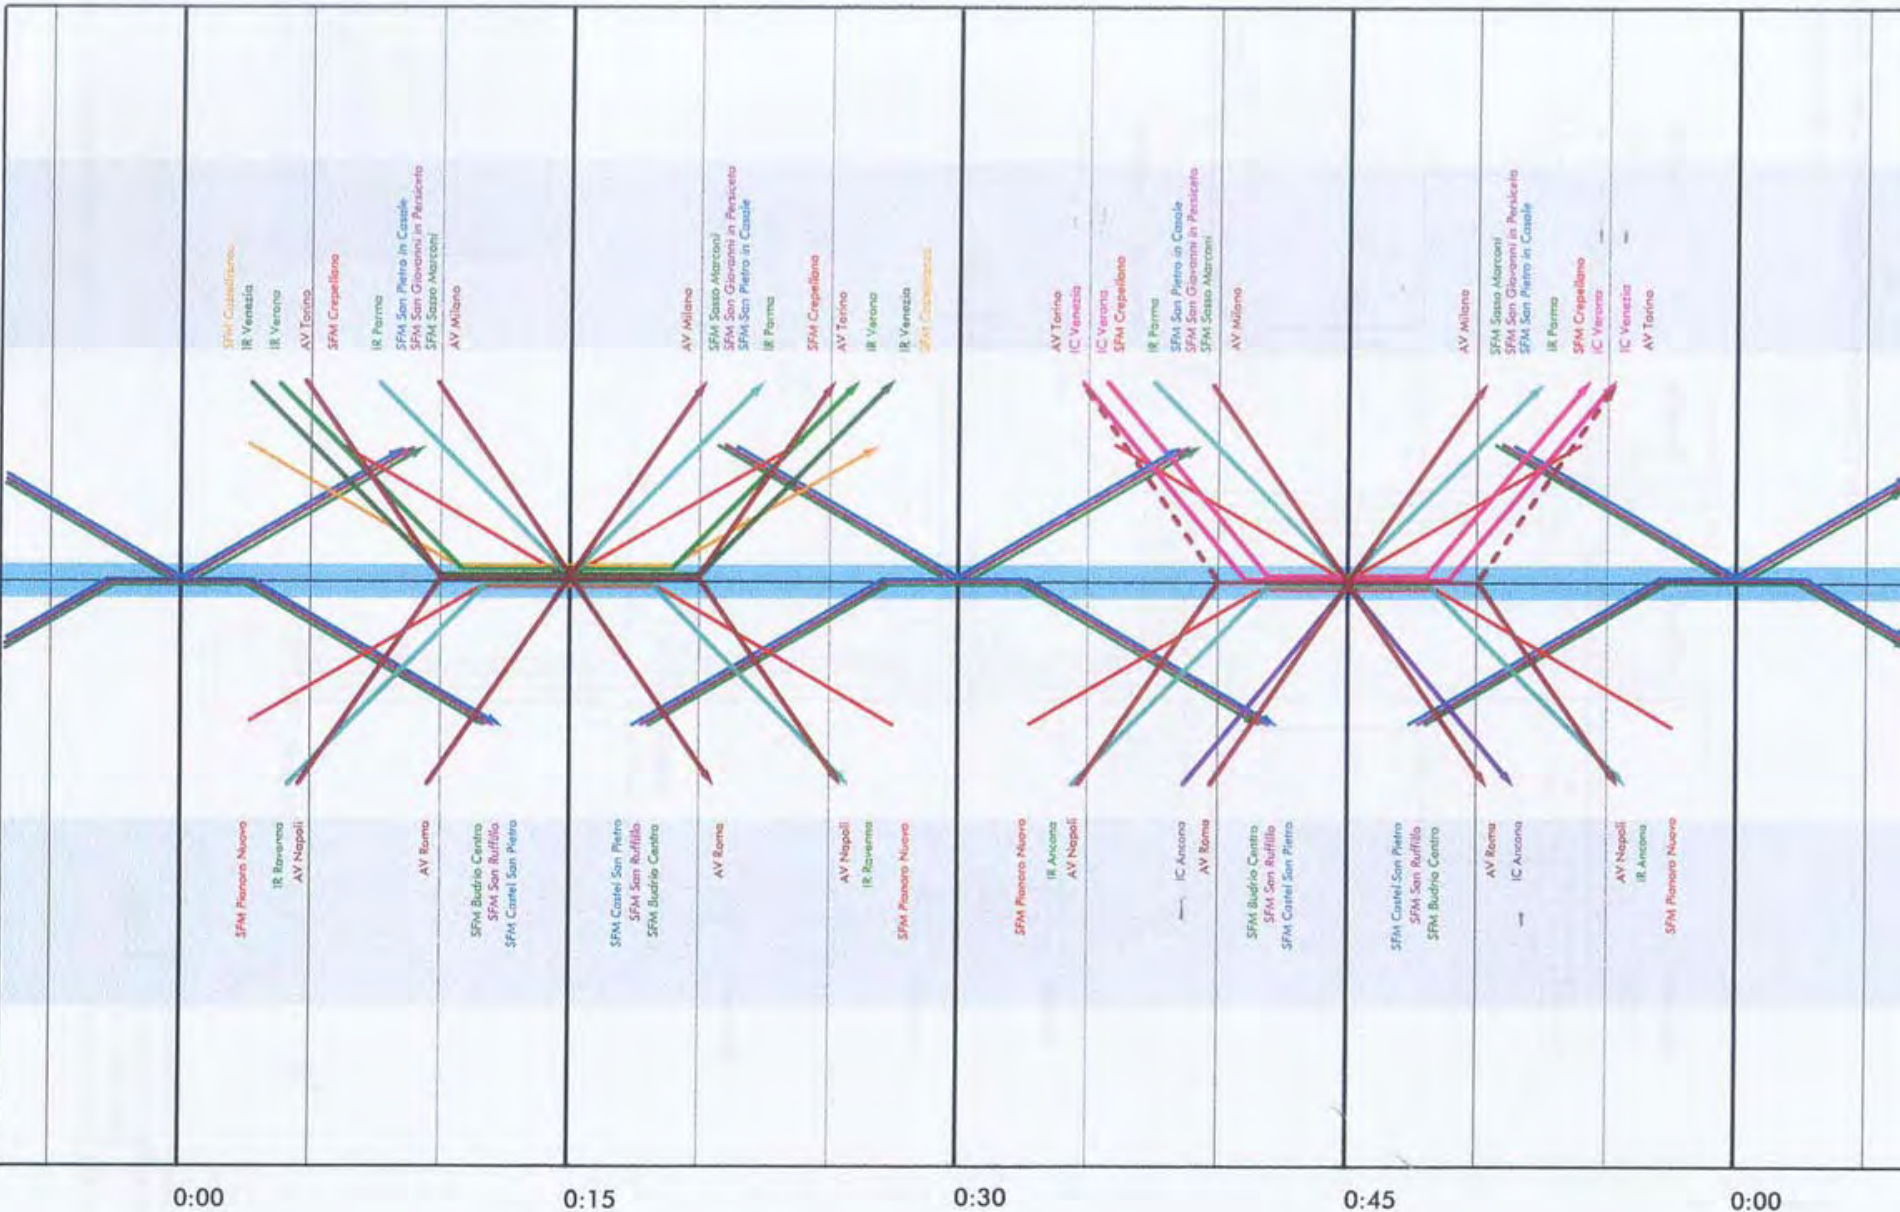 SFM Casalecchio
IR Venezia
IR Verona
AV Torino
SFM Crepellano
IR Parma
SFM San Pietro in Casale
SFM San Giovanni in Persiceto
SFM Sasso Marconi
AV Milano
AV Milano
SFM Sasso Marconi
SFM San Giovanni in Persiceto
SFM San Pietro in Casale
IR Parma
SFM Crepellano
AV Torino
IR Verona
IR Venezia
SFM
AV Torino
IC Venezia
IC Verona
SFM Crepellano
IR Parma
SFM San Pietro in Casale
SFM San Giovanni in Persiceto
SFM Sasso Marconi
AV Milano
AV Milano
SFM Sasso Marconi
SFM San Giovanni in Persiceto
SFM San Pietro in Casale
IR Parma
SFM Crepellano
IC Verona
IC Venezia
AV Torino
SFM Pianoro Nuovo
IR Ravenna
AV Napoli
AV Roma
SFM Budrio Centro
SFM San Ruffillo
SFM Castel San Pietro
SFM Castel San Pietro
SFM San Ruffillo
SFM Budrio Centro
AV Roma
AV Napoli
IR Ravenna
SFM Pianoro Nuovo
SFM Pianoro Nuovo
IR Ancona
AV Napoli
IC Ancona
AV Roma
SFM Budrio Centro
SFM San Ruffillo
SFM Castel San Pietro
SFM Castel San Pietro
SFM San Ruffillo
SFM Budrio Centro
AV Roma
IC Ancona
AV Napoli
IR Ancona
SFM Pianoro Nuovo
0:00
0:15
0:30
0:45
0:00